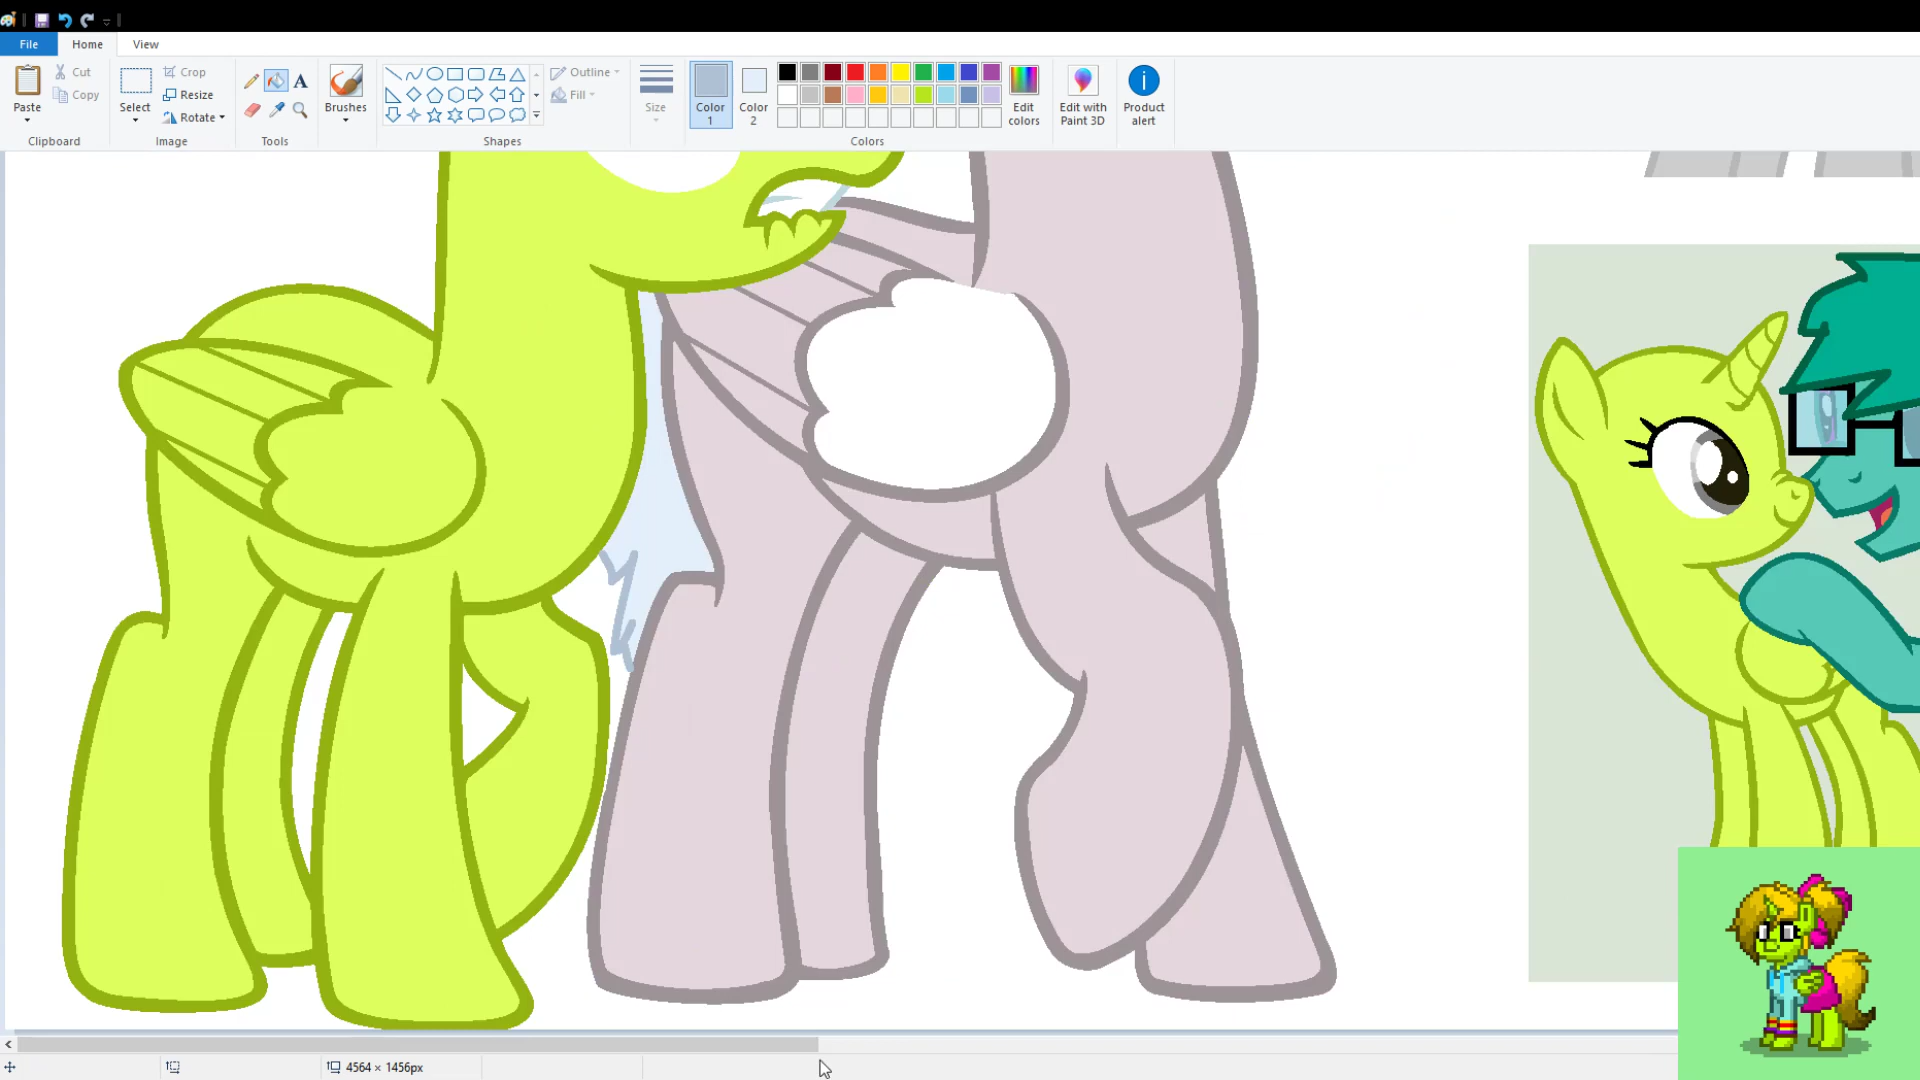 File Home View
Paste
Cut
Copy
Clipboard
Select
Crop
Resize
Rotate
Image
A
Tools
Brushes
Shapes
Outline
Fill
Size
Color 1
Color 2
Colors
Edit colors
Edit with Paint 3D
Product alert
4564 × 1456px